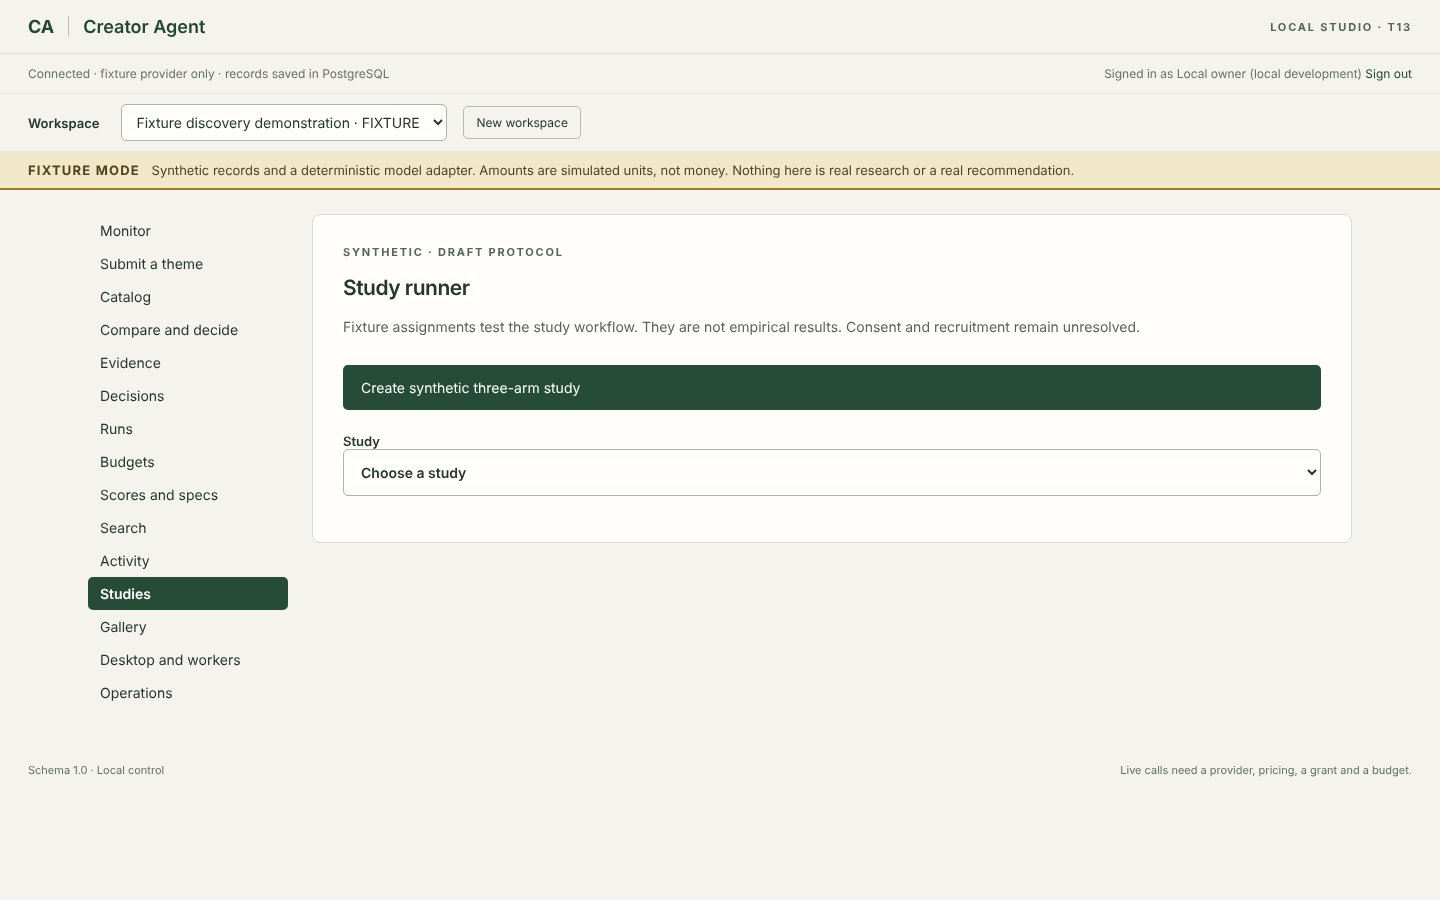 CA Creator Agent
LOCAL STUDIO · T13
Connected · fixture provider only · records saved in PostgreSQL
Signed in as Local owner (local development) Sign out
Workspace
Fixture discovery demonstration · FIXTURE
New workspace
FIXTURE MODE Synthetic records and a deterministic model adapter. Amounts are simulated units, not money. Nothing here is real research or a real recommendation.
Monitor
Submit a theme
Catalog
Compare and decide
Evidence
Decisions
Runs
Budgets
Scores and specs
Search
Activity
Studies
Gallery
Desktop and workers
Operations
SYNTHETIC · DRAFT PROTOCOL
Study runner
Fixture assignments test the study workflow. They are not empirical results. Consent and recruitment remain unresolved.
Create synthetic three-arm study
Study
Choose a study
Schema 1.0 · Local control
Live calls need a provider, pricing, a grant and a budget.